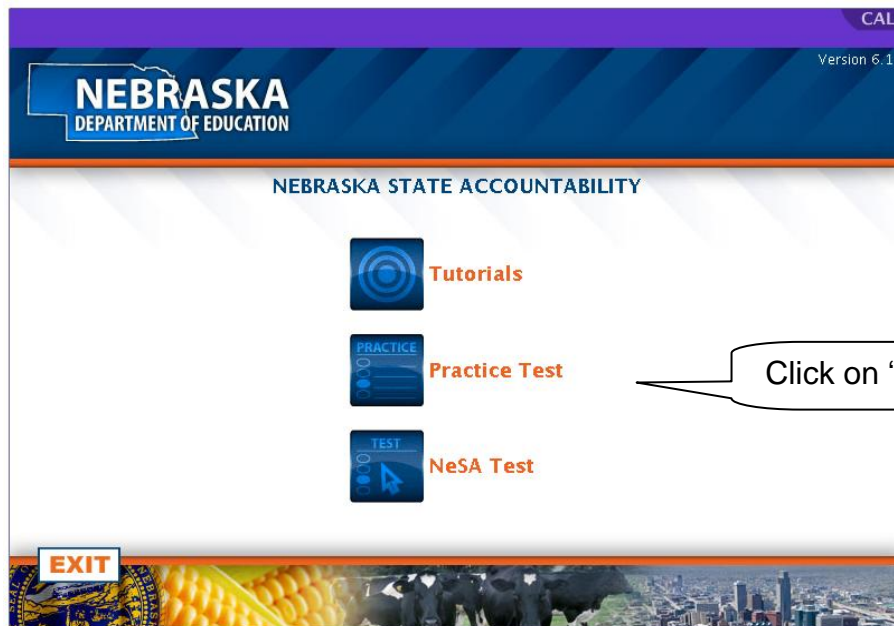 CAL
Version 6.1
NEBRASKA
DEPARTMENT OF EDUCATION
NEBRASKA STATE ACCOUNTABILITY
Tutorials
PRACTICE
Practice Test
Click on “
TEST
NeSA Test
EXIT